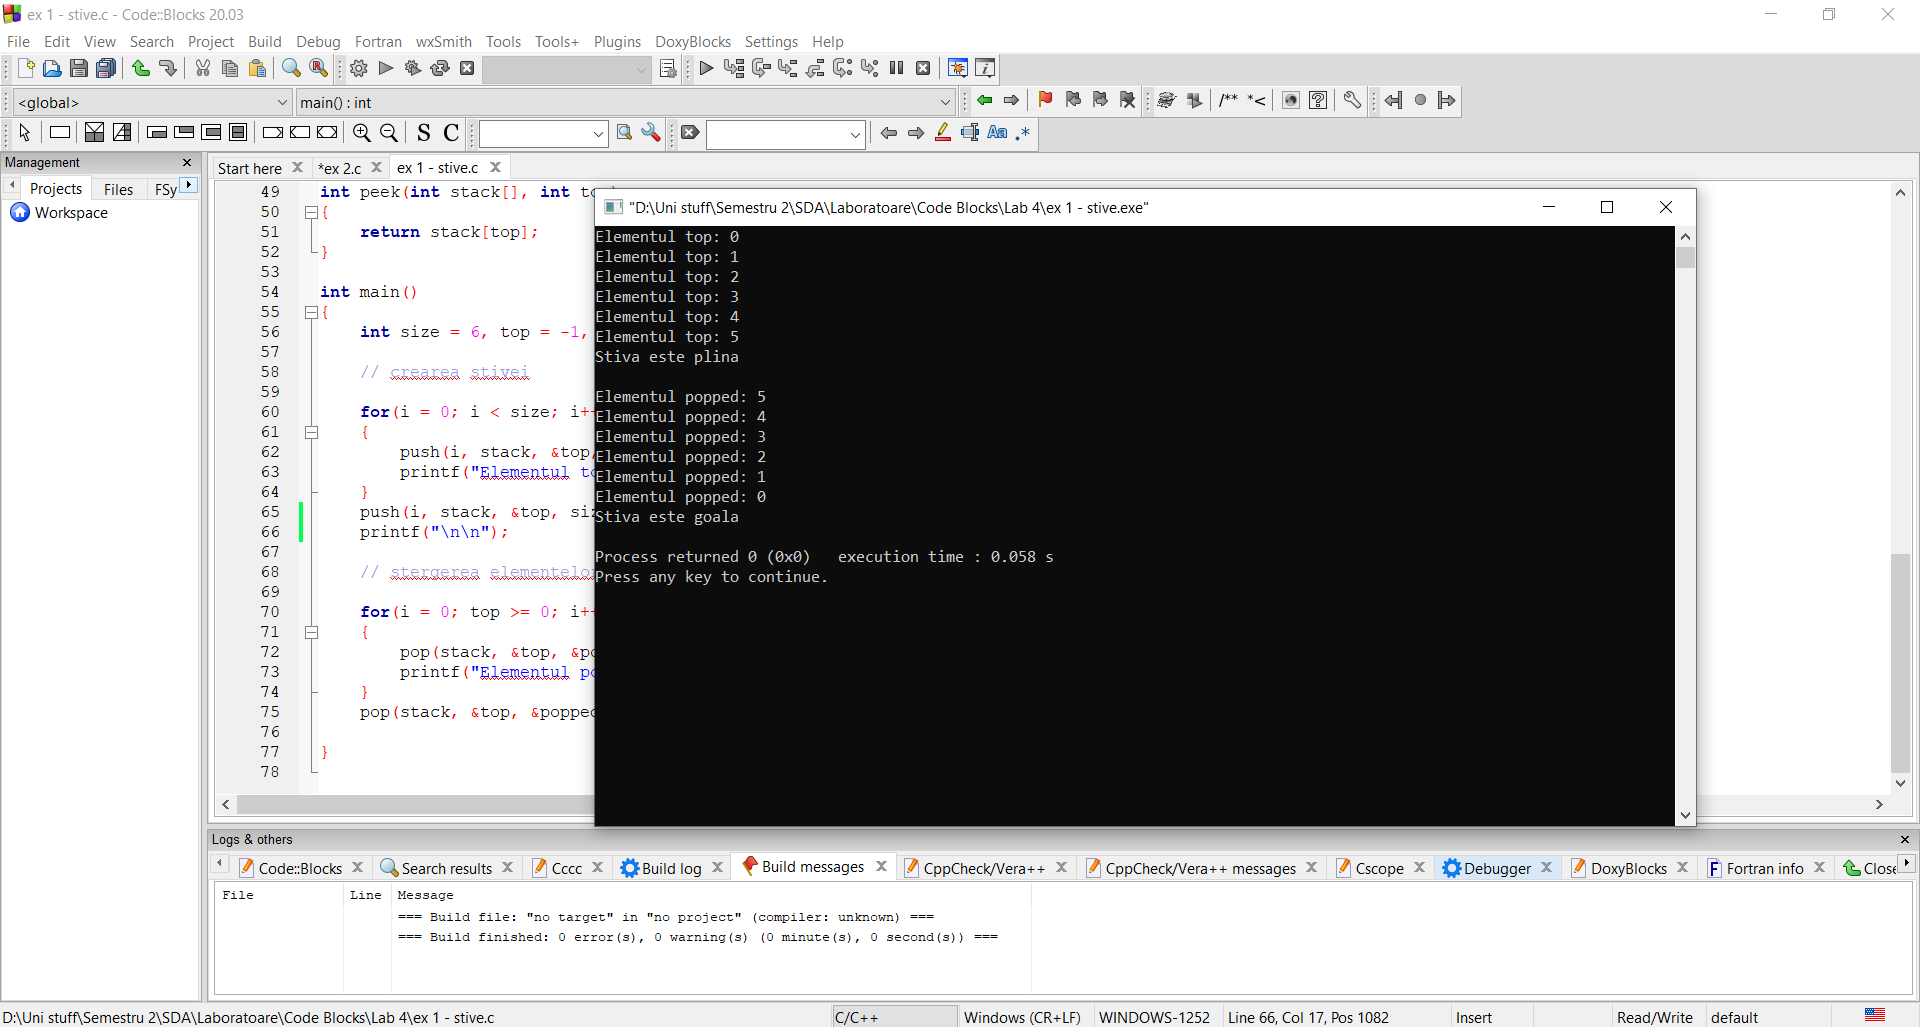 ex 1 - stive.c - Code::Blocks 20.03
File Edit View Search Project Build Debug Fortran wxSmith Tools Tools+ Plugins DoxyBlocks Settings Help
<global> main() : int
/** *<
S C Aa .*
Management
Projects Files FSy
Workspace
Start here *ex 2.c ex 1 - stive.c
49 int peek(int stack[], int
50 {
51 return stack[top];
52 }
53
54 int main()
55 {
56 int size = 6, top = -1,
57
58 // crearea stivei
59
60 for(i = 0; i < size; i+
61 {
62 push(i, stack, &top,
63 printf("Elementul
64 }
65 push(i, stack, &top,
66 printf("\n\n");
67
68 // stergerea
69
70 for(i = 0; top >= 0; i+
71 {
72 pop(stack, &top,
73 printf("Elementul
74 }
75 pop(stack, &top,
76
77 }
78
"D:\Uni stuff\Semestru 2\SDA\Laboratoare\Code Blocks\Lab 4\ex 1 - stive.exe"
Elementul top: 0
Elementul top: 1
Elementul top: 2
Elementul top: 3
Elementul top: 4
Elementul top: 5
Stiva este plina
Elementul popped: 5
Elementul popped: 4
Elementul popped: 3
Elementul popped: 2
Elementul popped: 1
Elementul popped: 0
Stiva este goala
Process returned 0 (0x0) execution time : 0.058 s
Press any key to continue.
Logs & others
Code::Blocks Search results Cccc Build log Build messages CppCheck/Vera++ CppCheck/Vera++ messages Cscope Debugger DoxyBlocks Fortran info Close
File Line Message
=== Build file: "no target" in "no project" (compiler: unknown) ===
=== Build finished: 0 error(s), 0 warning(s) (0 minute(s), 0 second(s)) ===
D:\Uni stuff\Semestru 2\SDA\Laboratoare\Code Blocks\Lab 4\ex 1 - stive.c C/C++ Windows (CR+LF) WINDOWS-1252 Line 66, Col 17, Pos 1082 Insert Read/Write default